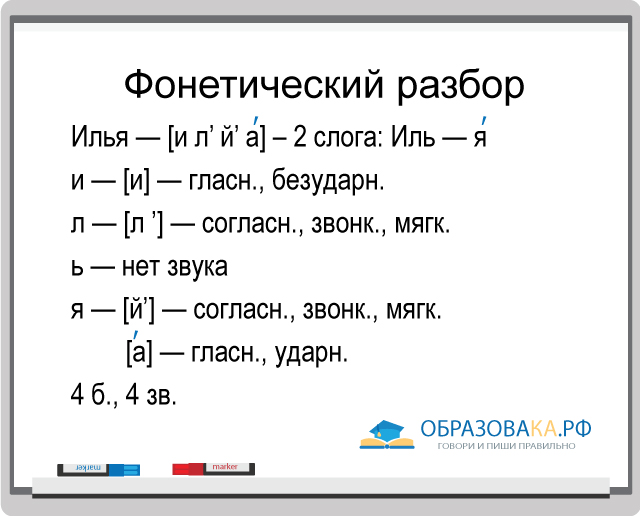 Фонетический разбор
Илья — [и л’ й’ а́] – 2 слога: Иль — я́
и — [и] — гласн., безударн.
л — [л ’] — согласн., звонк., мягк.
ь — нет звука
я — [й’] — согласн., звонк., мягк.
[а́] — гласн., ударн.
4 б., 4 зв.
ОБРАЗОВАКА.РФ
ГОВОРИ И ПИШИ ПРАВИЛЬНО
marker
marker